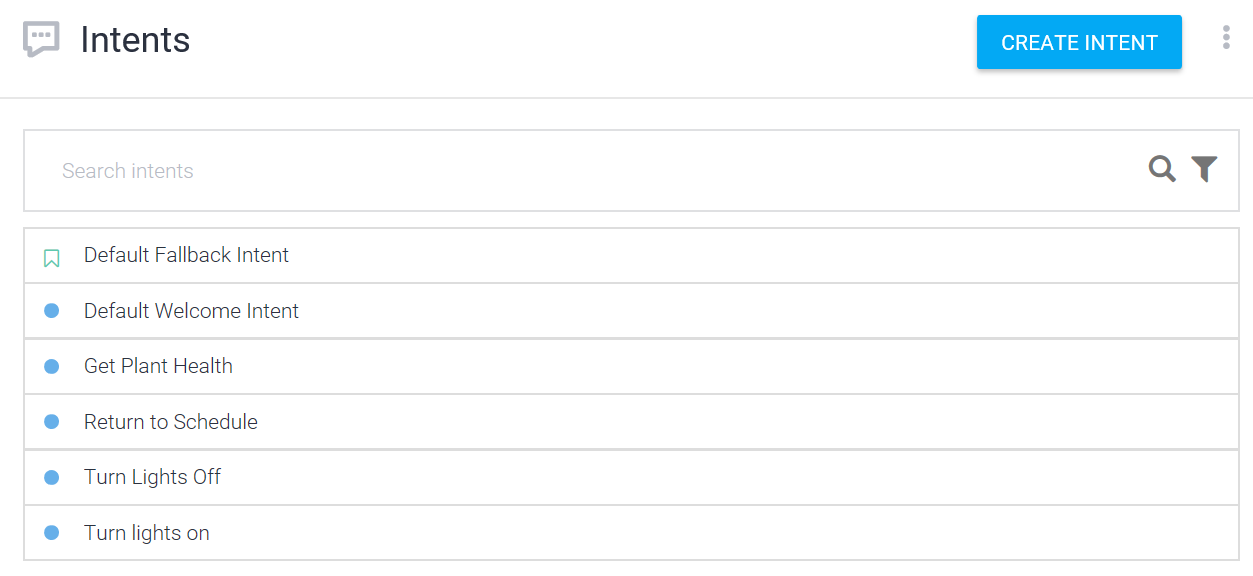 Intents
CREATE INTENT
Search intents
Default Fallback Intent
Default Welcome Intent
Get Plant Health
Return to Schedule
Turn Lights Off
Turn lights on